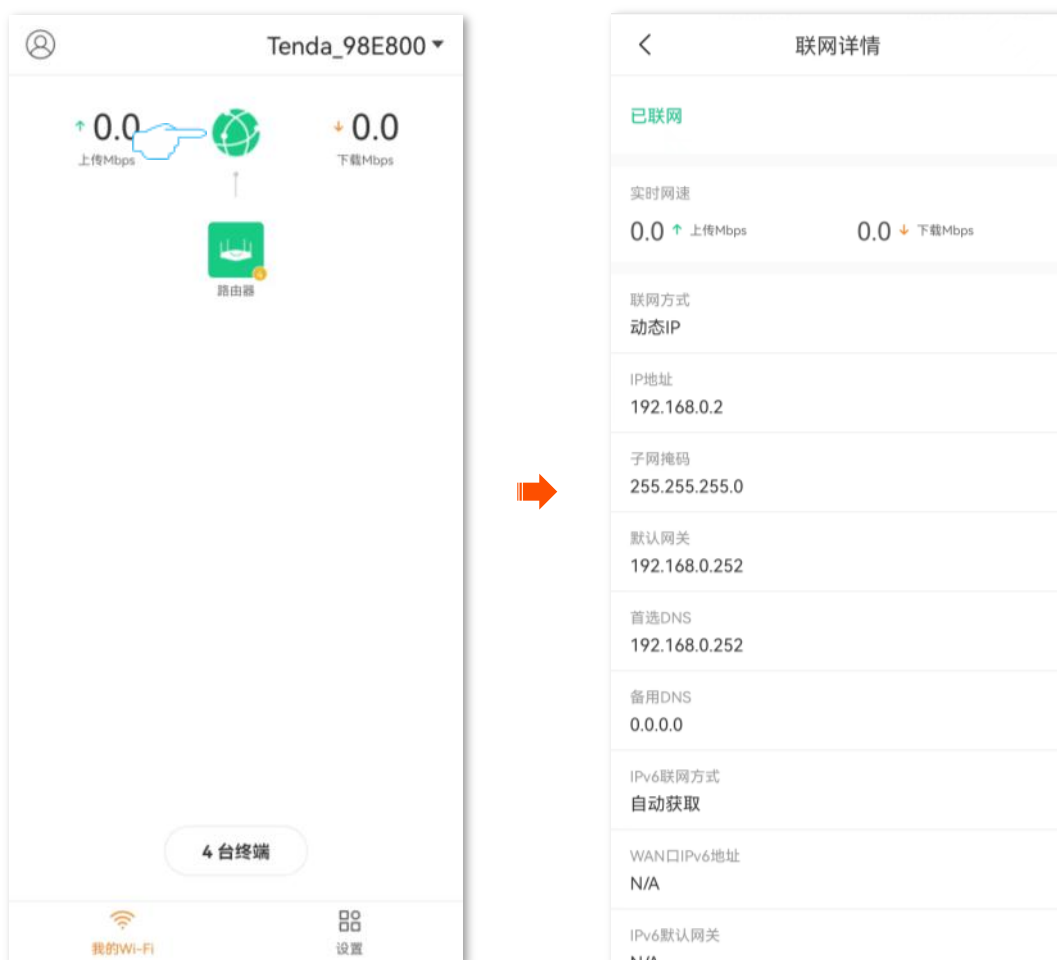 Tenda_98E800
0.0
上传Mbps
0.0
下载Mbps
路由器
4 台终端
我的Wi-Fi
设置
联网详情
已联网
实时网速
0.0 ↑ 上传Mbps
0.0 ↓ 下载Mbps
联网方式
动态IP
IP地址
192.168.0.2
子网掩码
255.255.255.0
默认网关
192.168.0.252
首选DNS
192.168.0.252
备用DNS
0.0.0.0
IPv6联网方式
自动获取
WAN口IPv6地址
N/A
IPv6默认网关
N/A